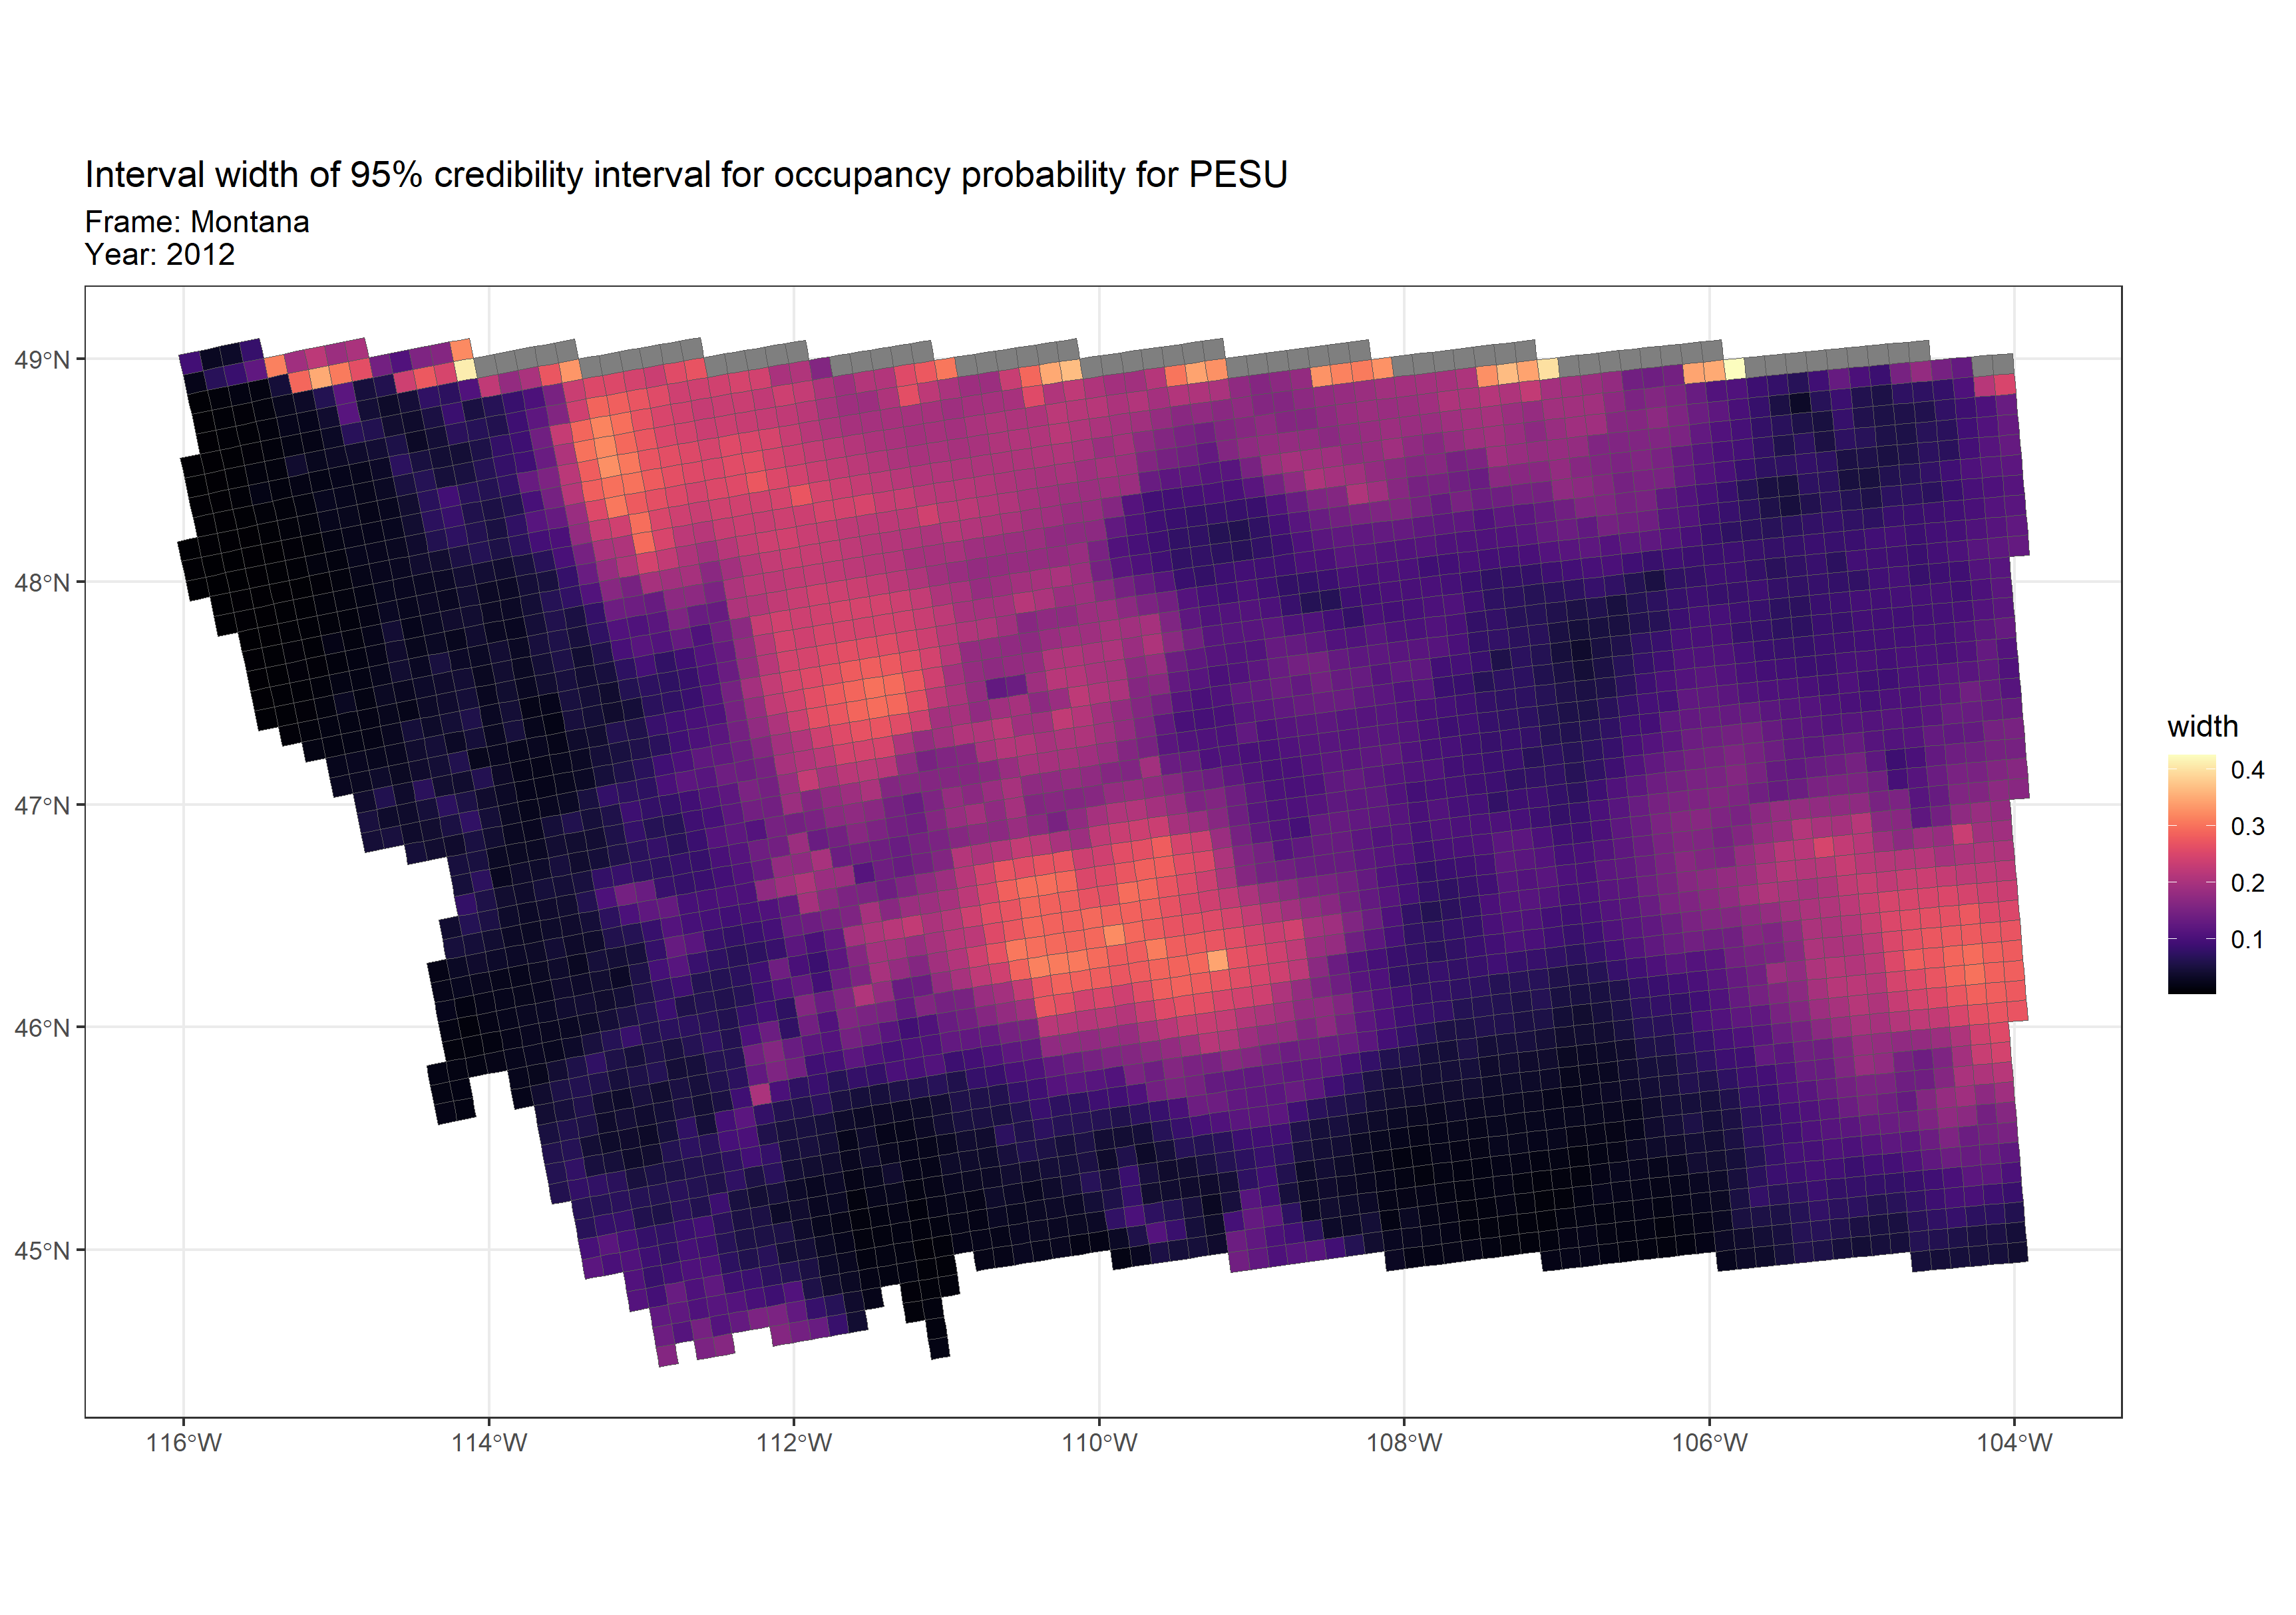 Interval width of 95% credibility interval for occupancy probability for PESU
Frame: Montana
Year: 2012
49°N
48°N
47°N
46°N
45°N
116°W
114°W
112°W
110°W
108°W
106°W
104°W
width
0.4
0.3
0.2
0.1